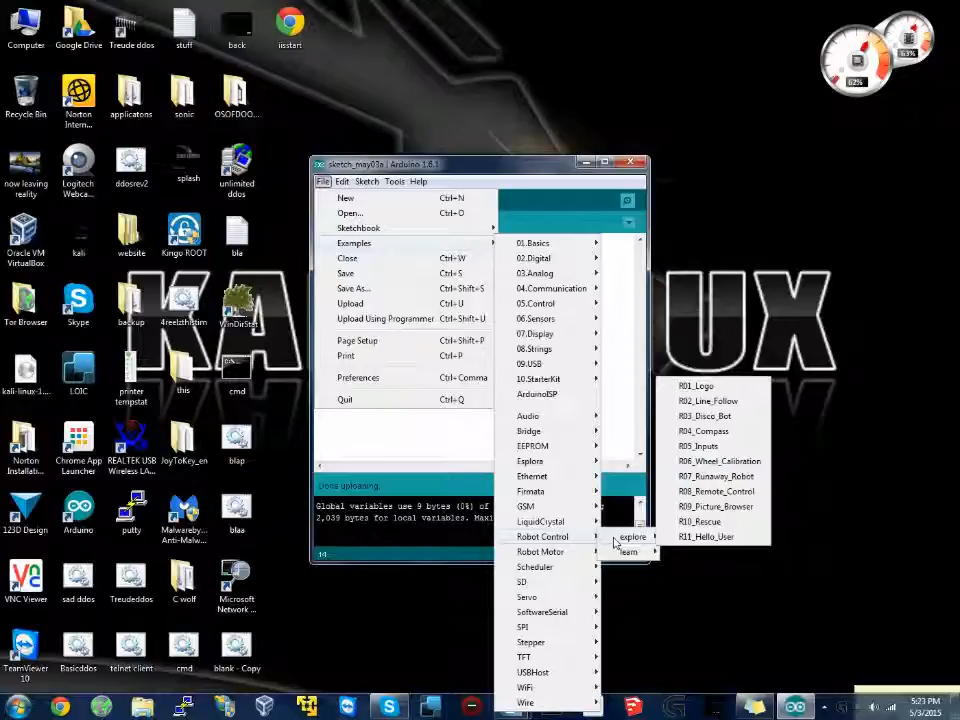 Computer
Google Drive
Treude ddos
stuff
back
iisstart
62%
63%
Recycle Bin
Norton
Intern...
applicatons
sonic
OSOFDOO...
now leaving
reality
Logitech
Webca...
ddosrev2
splash
unlimited
ddos
Oracle VM
VirtualBox
kali
website
Kingo ROOT
bla
Tor Browser
Skype
backup
4reelzthistim
WinDirStat
kali-linux-1...
LOIC
printer
tempstat
this
cmd
Norton
Installati...
Chrome App
Launcher
REALTEK USB
Wireless LA...
JoyToKey_en
blap
123D Design
Arduino
putty
Malwareby...
Anti-Malw...
blaa
VNC Viewer
sad ddos
Treudeddos
C wolf
Microsoft
Network ...
TeamViewer
10
Basicddos
telnet client
cmd
blank - Copy
KA
UX
sketch_may03a | Arduino 1.6.1
File Edit Sketch Tools Help
New Ctrl+N
Open... Ctrl+O
Sketchbook
Examples
Close Ctrl+W
Save Ctrl+S
Save As... Ctrl+Shift+S
Upload Ctrl+U
Upload Using Programmer Ctrl+Shift+U
Page Setup Ctrl+Shift+P
Print Ctrl+P
Preferences Ctrl+Comma
Quit Ctrl+Q
01.Basics
02.Digital
03.Analog
04.Communication
05.Control
06.Sensors
07.Display
08.Strings
09.USB
10.StarterKit
ArduinoISP
Audio
Bridge
EEPROM
Esplora
Ethernet
Firmata
GSM
LiquidCrystal
Robot Control
Robot Motor
Scheduler
SD
Servo
SoftwareSerial
SPI
Stepper
TFT
USBHost
WiFi
Wire
explore
learn
R01_Logo
R02_Line_Follow
R03_Disco_Bot
R04_Compass
R05_Inputs
R06_Wheel_Calibration
R07_Runaway_Robot
R08_Remote_Control
R09_Picture_Browser
R10_Rescue
R11_Hello_User
Done uploading.
Global variables use 9 bytes (0%) of
2,039 bytes for local variables. Maxi
14
5:23 PM
5/3/2015